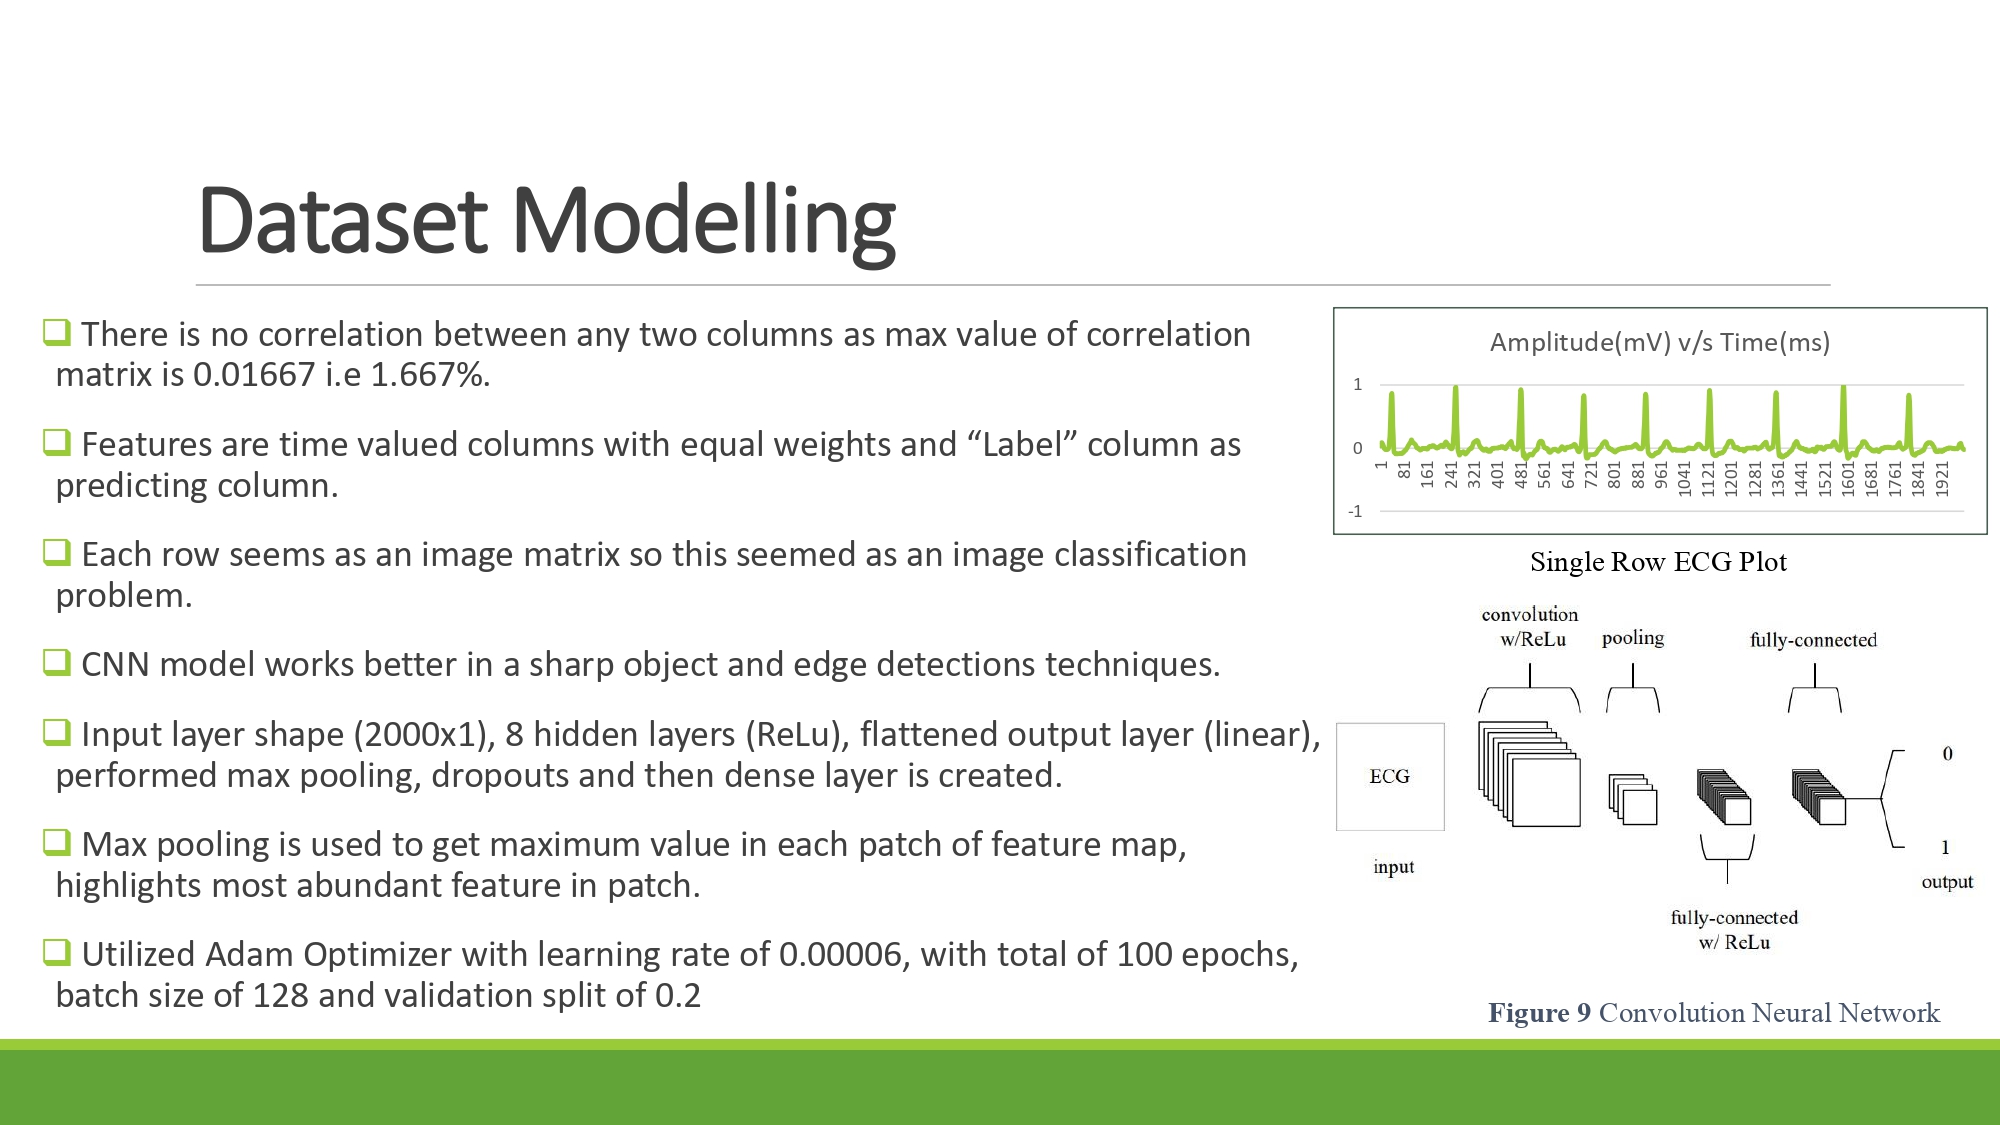 Dataset Modelling
There is no correlation between any two columns as max value of correlation
matrix is 0.01667 i.e 1.667%.
Features are time valued columns with equal weights and “Label” column as
predicting column.
Each row seems as an image matrix so this seemed as an image classification
problem.
CNN model works better in a sharp object and edge detections techniques.
Input layer shape (2000x1), 8 hidden layers (ReLu), flattened output layer (linear),
performed max pooling, dropouts and then dense layer is created.
Max pooling is used to get maximum value in each patch of feature map,
highlights most abundant feature in patch.
Utilized Adam Optimizer with learning rate of 0.00006, with total of 100 epochs,
batch size of 128 and validation split of 0.2
Amplitude(mV) v/s Time(ms)
1
0
-1
1 81 161 241 321 401 481 561 641 721 801 881 961 1041 1121 1201 1281 1361 1441 1521 1601 1681 1761 1841 1921
Single Row ECG Plot
convolution
w/ReLu
pooling
fully-connected
ECG
input
0
1
output
fully-connected
w/ ReLu
Figure 9 Convolution Neural Network